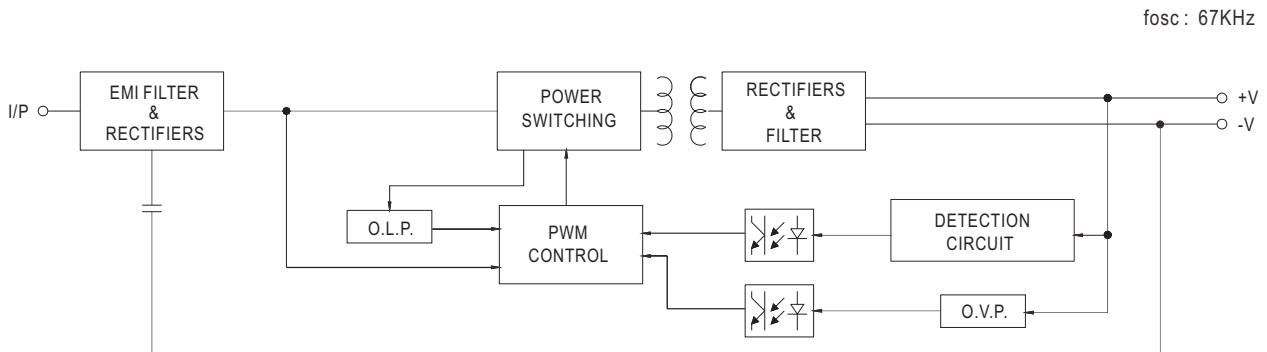 fosc : 67KHz
I/P
EMI FILTER
&
RECTIFIERS
POWER
SWITCHING
RECTIFIERS
&
FILTER
+V
-V
O.L.P.
PWM
CONTROL
DETECTION
CIRCUIT
O.V.P.